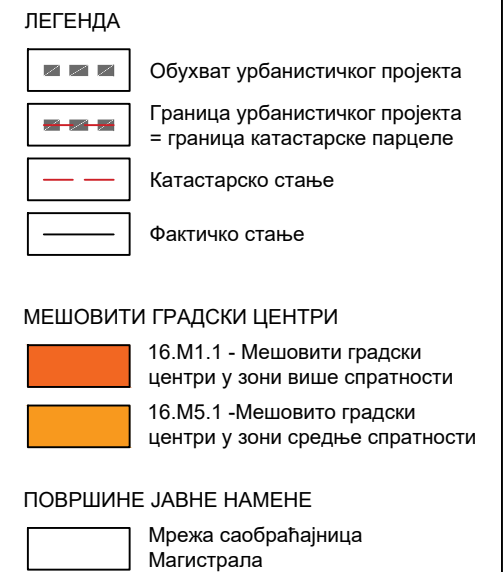 ЛЕГЕНДА
Обухват урбанистичког пројекта
Граница урбанистичког пројекта
= граница катастарске парцеле
Катастарско стање
Фактичко стање
МЕШОВИТИ ГРАДСКИ ЦЕНТРИ
16.М1.1 - Мешовити градски
центри у зони више спратности
16.М5.1 -Мешовито градски
центри у зони средње спратности
ПОВРШИНЕ ЈАВНЕ НАМЕНЕ
Мрежа саобраћајница
Магистрала